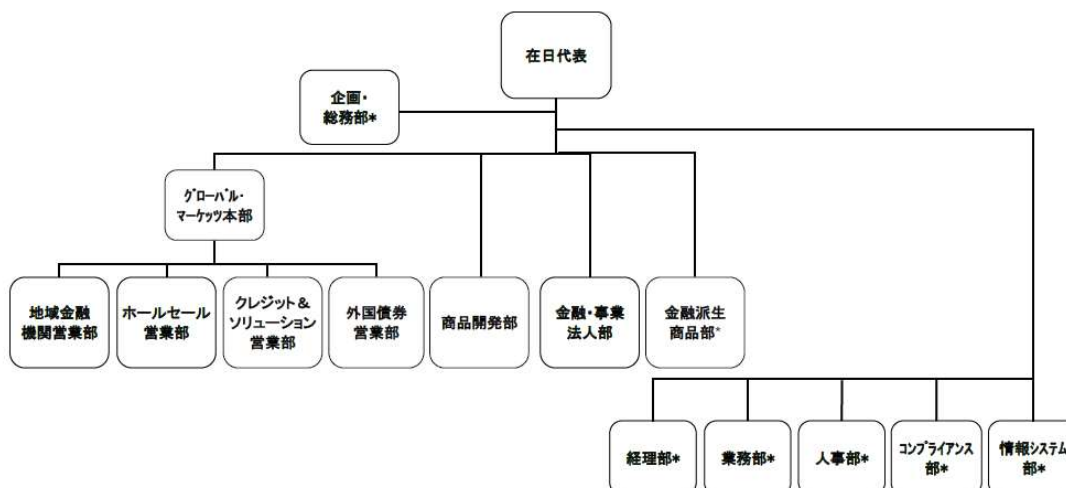 在日代表
企画・
総務部*
ｸﾞﾛｰﾊﾞﾙ・
マーケッツ本部
地域金融
機関営業部
ホールセール
営業部
クレジット＆
ソリューション
営業部
外国債券
営業部
商品開発部
金融・事業
法人部
金融派生
商品部*
経理部*
業務部*
人事部*
ｺﾝﾌﾟﾗｲｱﾝｽ
部*
情報システム
部*